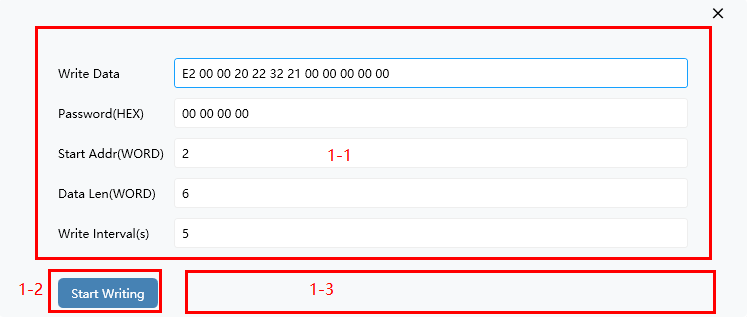 Write Data E2 00 00 20 22 32 21 00 00 00 00 00
Password(HEX) 00 00 00 00
Start Addr(WORD) 2
1-1
Data Len(WORD) 6
Write Interval(s) 5
1-2
Start Writing
1-3